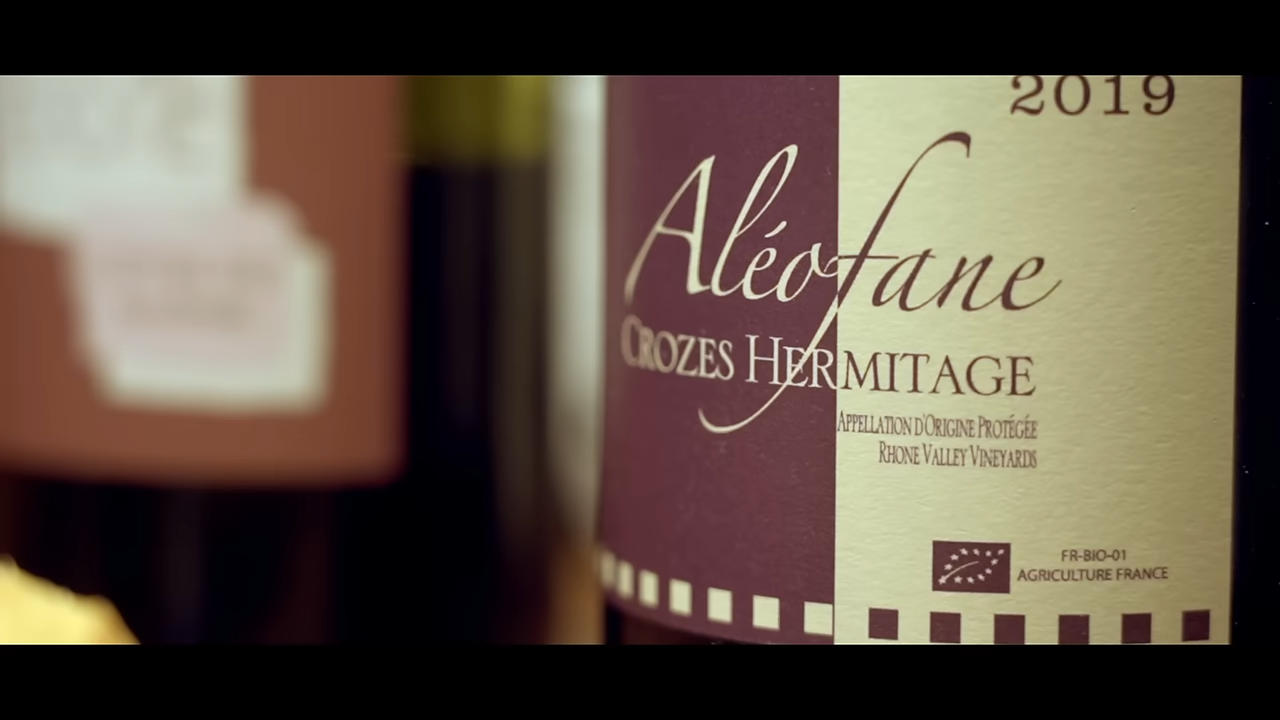 2019
Aléofane
CROZES HERMITAGE
APPELLATION D'ORIGINE PROTÉGÉE
RHONE VALLEY VINEYARDS
FR-BIO-01
AGRICULTURE FRANCE